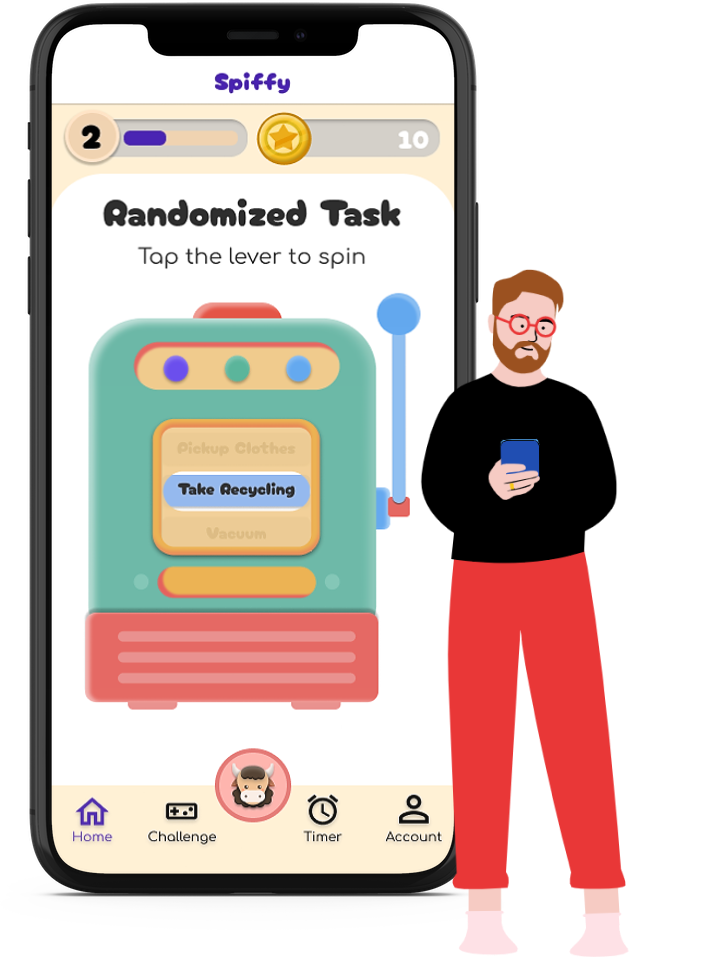 Spiffy
2
10
Randomized Task
Tap the lever to spin
Pickup Clothes
Take Recycling
Vacuum
Home
Challenge
Timer
Account